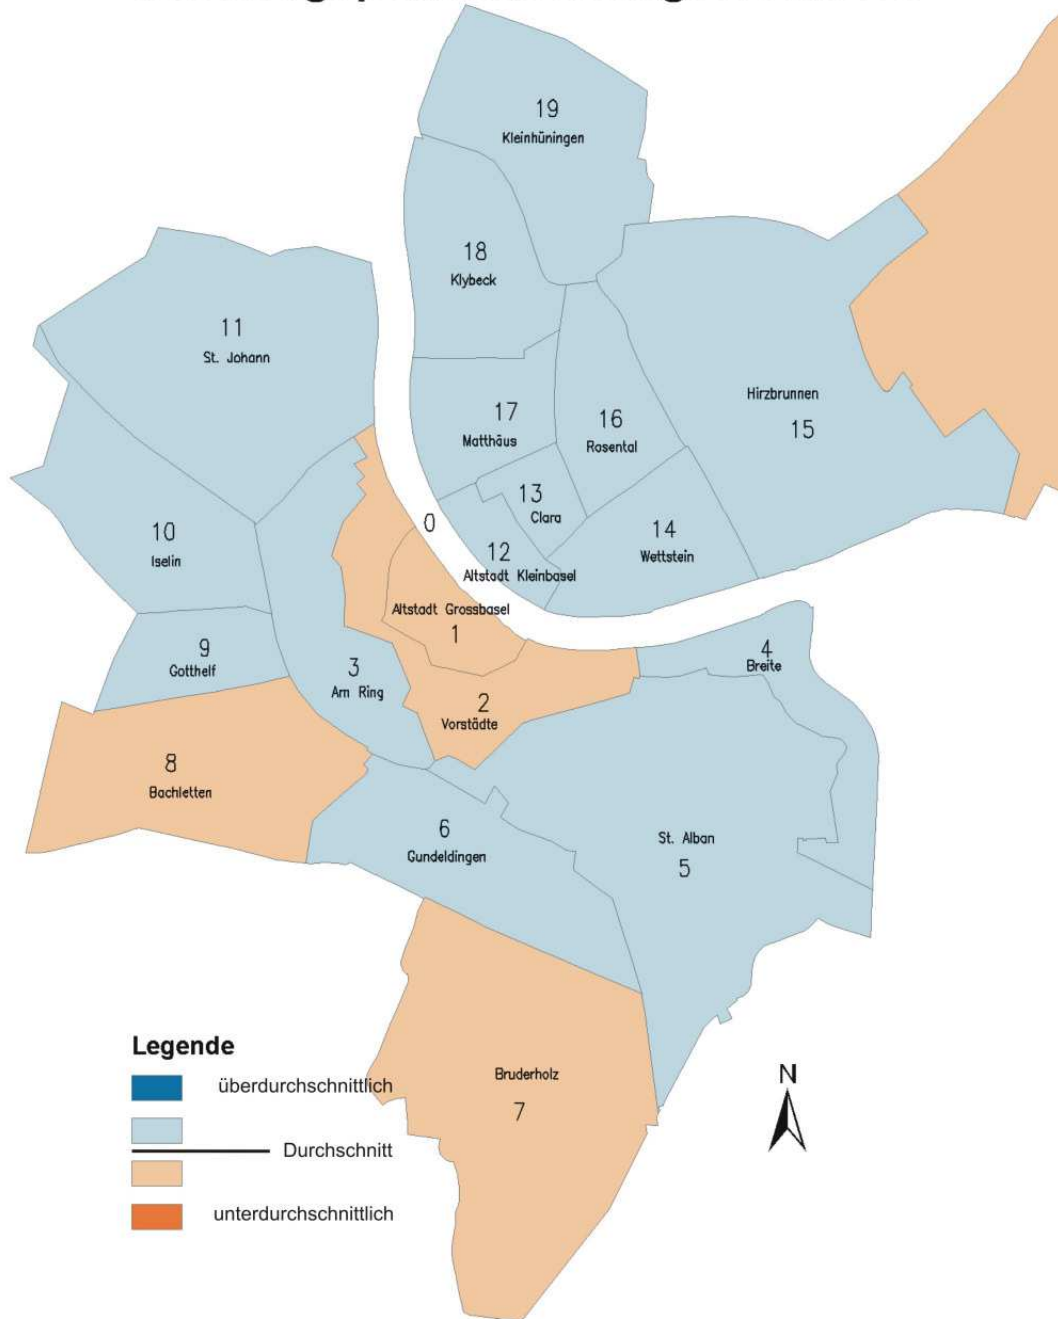 19
Kleinhüningen
18
Klybeck
11
St. Johann
Hirzbrunnen
15
17
Matthäus
16
Rosental
13
Clara
0
10
Iselin
12
Altstadt Kleinbasel
14
Wettstein
Altstadt Grossbasel
1
9
Gotthelf
3
Am Ring
4
Breite
2
Vorstädte
8
Bachletten
6
Gundeldingen
St. Alban
5
Legende
überdurchschnittlich
Durchschnitt
unterdurchschnittlich
Bruderholz
7
N